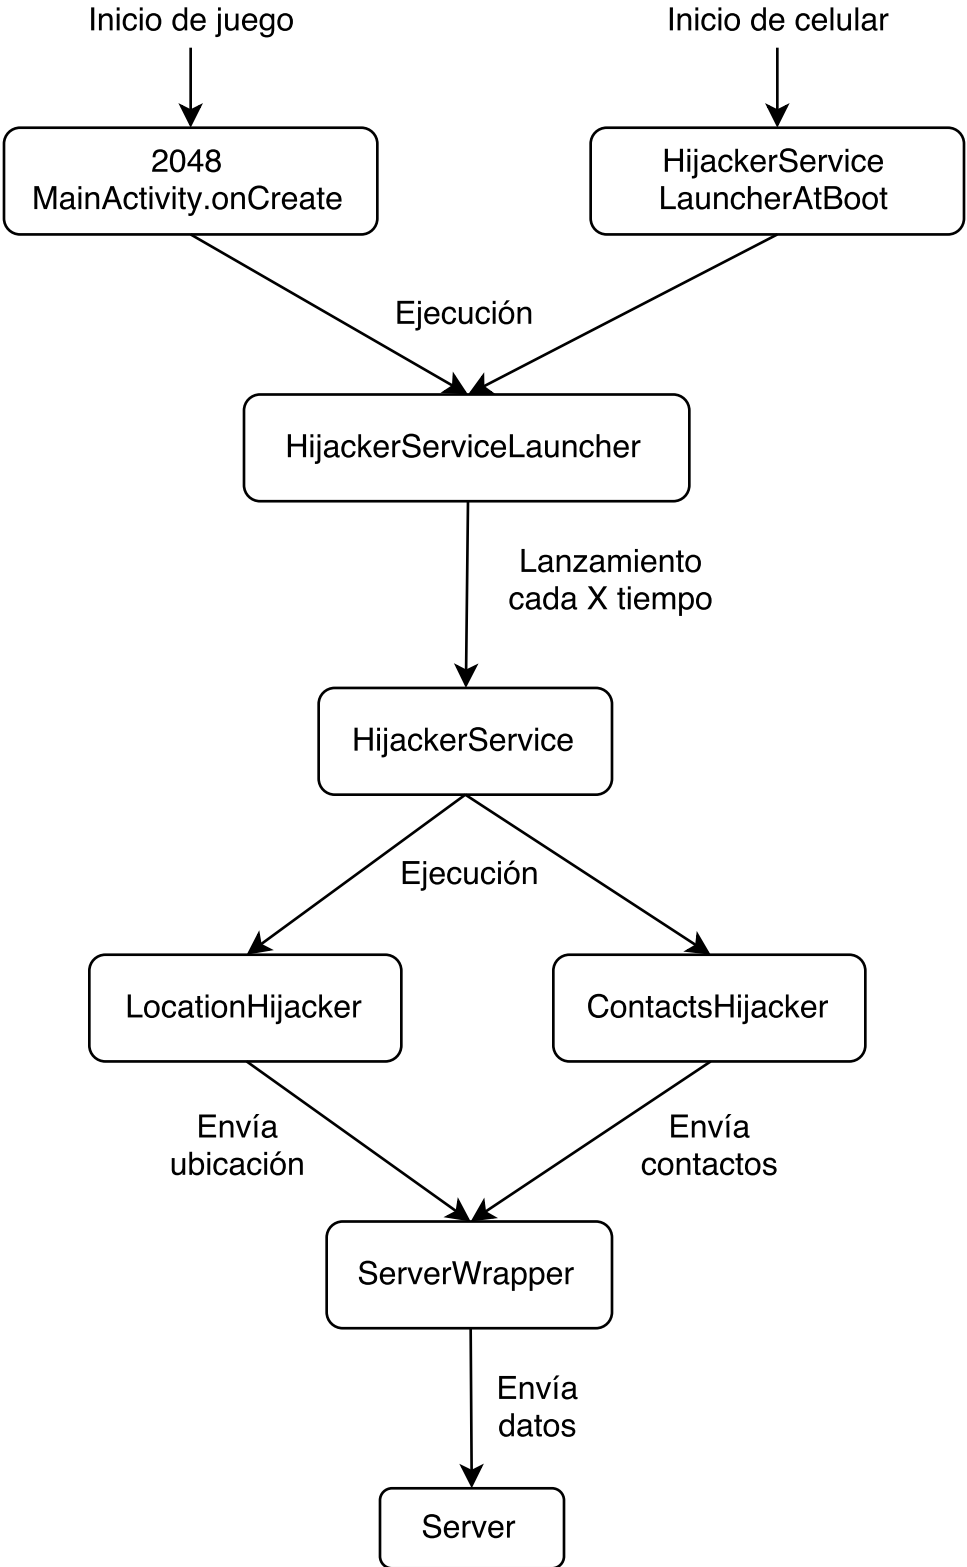 Inicio de juego
Inicio de celular
2048
MainActivity.onCreate
HijackerService
LauncherAtBoot
Ejecución
HijackerServiceLauncher
Lanzamiento
cada X tiempo
HijackerService
Ejecución
LocationHijacker
ContactsHijacker
Envía
ubicación
Envía
contactos
ServerWrapper
Envía
datos
Server